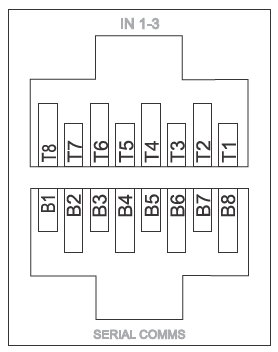 IN 1-3
T8 T7 T6 T5 T4 T3 T2 T1
B1 B2 B3 B4 B5 B6 B7 B8
SERIAL COMMS